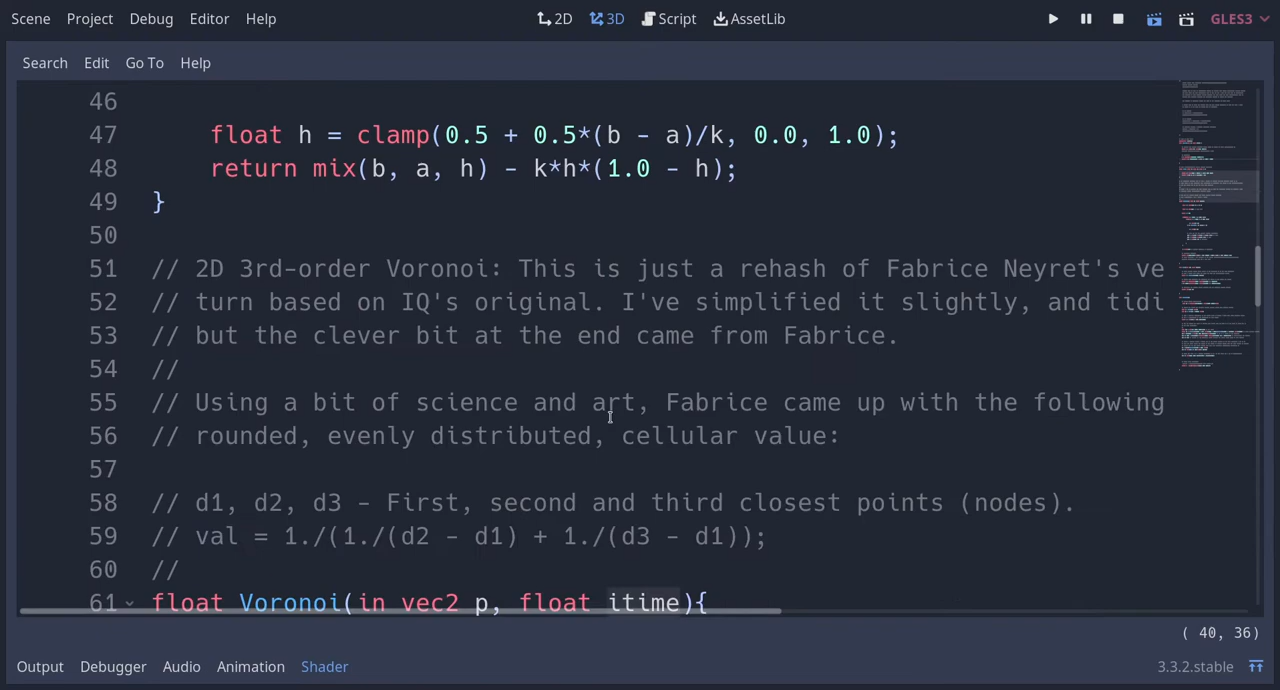 Scene Project Debug Editor Help 2D 3D Script AssetLib GLES3
Search Edit Go To Help
46
47 float h = clamp(0.5 + 0.5*(b - a)/k, 0.0, 1.0);
48 return mix(b, a, h) - k*h*(1.0 - h);
49 }
50
51 // 2D 3rd-order Voronoi: This is just a rehash of Fabrice Neyret's ve
52 // turn based on IQ's original. I've simplified it slightly, and tidi
53 // but the clever bit at the end came from Fabrice.
54 //
55 // Using a bit of science and art, Fabrice came up with the following
56 // rounded, evenly distributed, cellular value:
57
58 // d1, d2, d3 - First, second and third closest points (nodes).
59 // val = 1./(1./(d2 - d1) + 1./(d3 - d1));
60 //
61 float Voronoi(in vec2 p, float itime){
( 40, 36)
Output Debugger Audio Animation Shader 3.3.2.stable